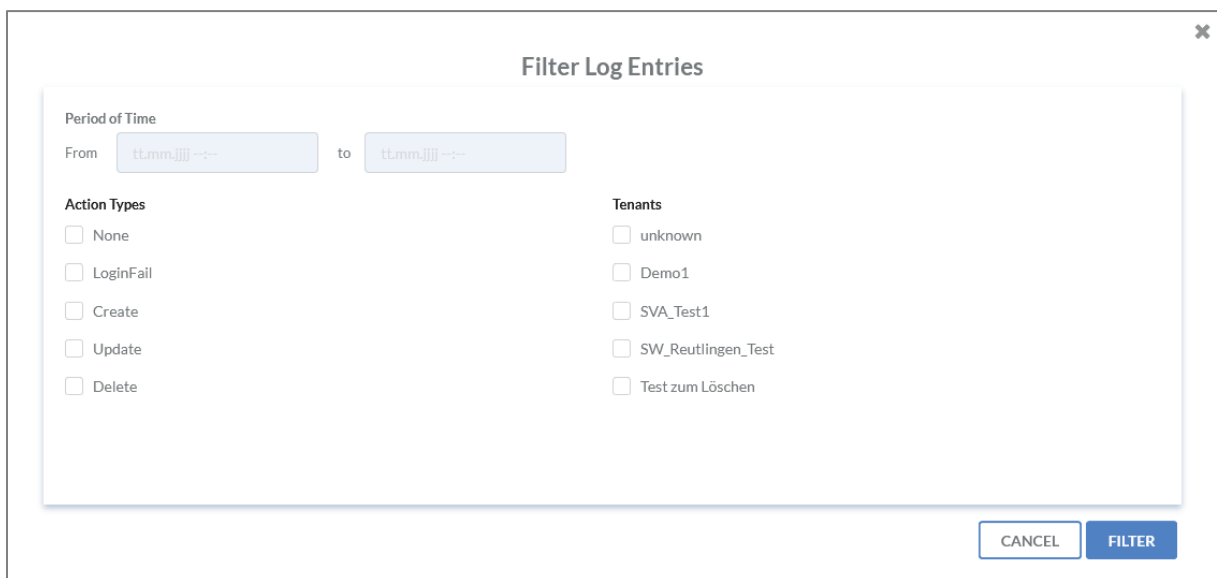 Filter Log Entries
Period of Time
From tt.mm.jjjj --:-- to tt.mm.jjjj --:--
Action Types
None
LoginFail
Create
Update
Delete
Tenants
unknown
Demo1
SVA_Test1
SW_Reutlingen_Test
Test zum Löschen
CANCEL FILTER